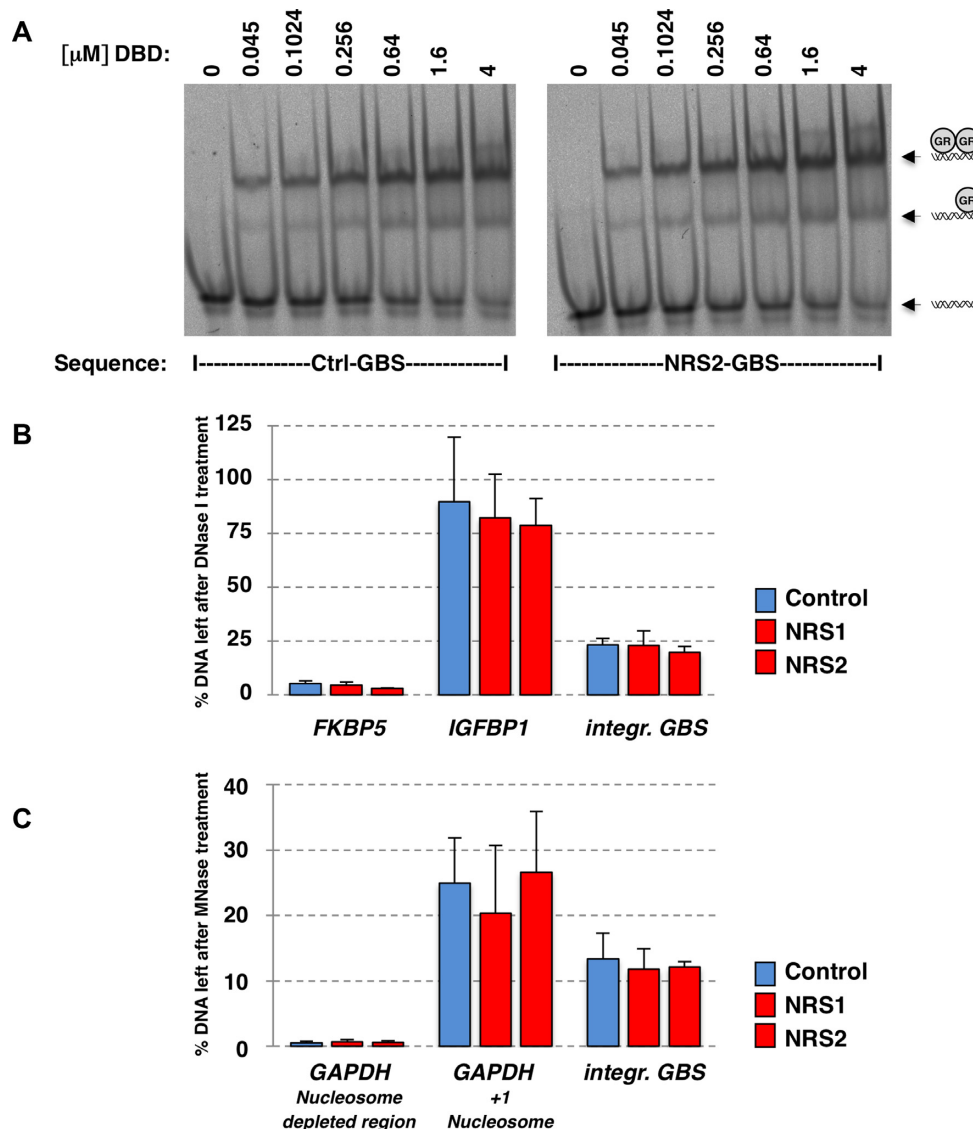 A
[µM] DBD:
0 0.045 0.1024 0.256 0.64 1.6 4
0 0.045 0.1024 0.256 0.64 1.6 4
GR GR
GR
Sequence:
I--------------Ctrl-GBS--------------I
I--------------NRS2-GBS--------------I
B
% DNA left after DNase I treatment
125
100
75
50
25
0
FKBP5 IGFBP1 integr. GBS
Control
NRS1
NRS2
C
% DNA left after MNase treatment
40
30
20
10
0
GAPDH
Nucleosome
depleted region
GAPDH
+1
Nucleosome
integr. GBS
Control
NRS1
NRS2